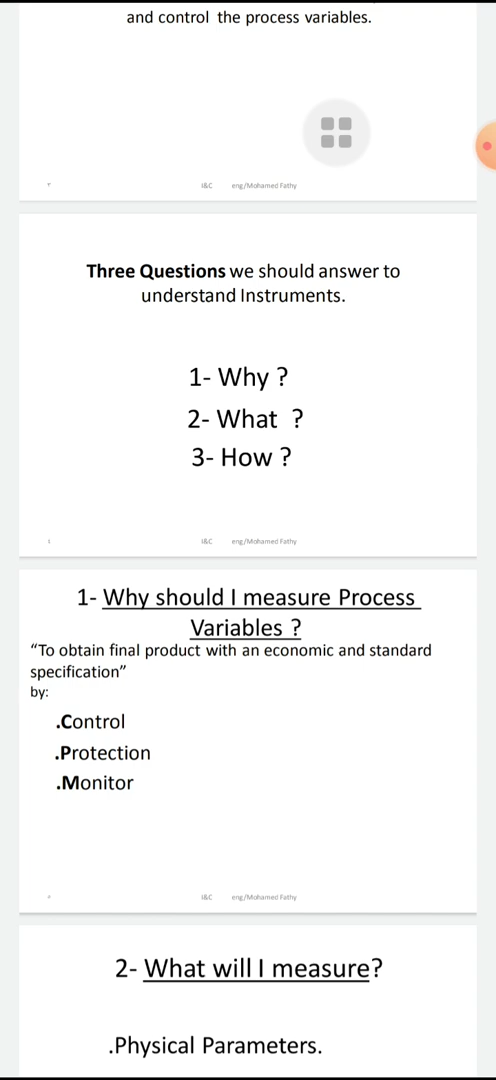 and control the process variables.
I&C eng/Mohamed Fathy
Three Questions we should answer to
understand Instruments.
1- Why ?
2- What ?
3- How ?
I&C eng/Mohamed Fathy
1- Why should I measure Process
Variables ?
“To obtain final product with an economic and standard
specification”
by:
.Control
.Protection
.Monitor
I&C eng/Mohamed Fathy
2- What will I measure?
.Physical Parameters.